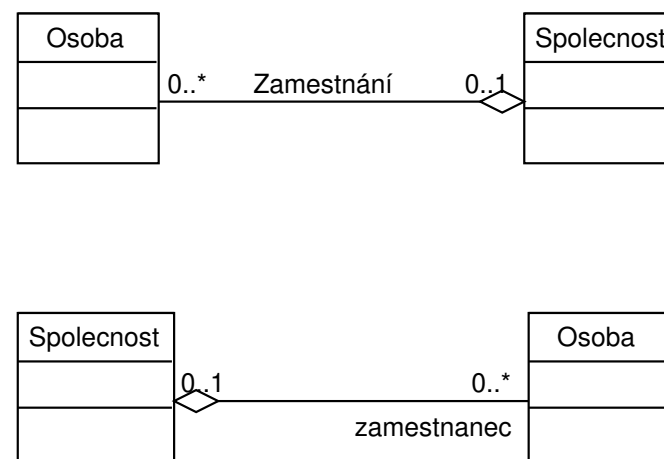 Osoba
Spolecnost
0..* Zamestnání 0..1
Spolecnost
Osoba
0..1 0..*
zamestnanec